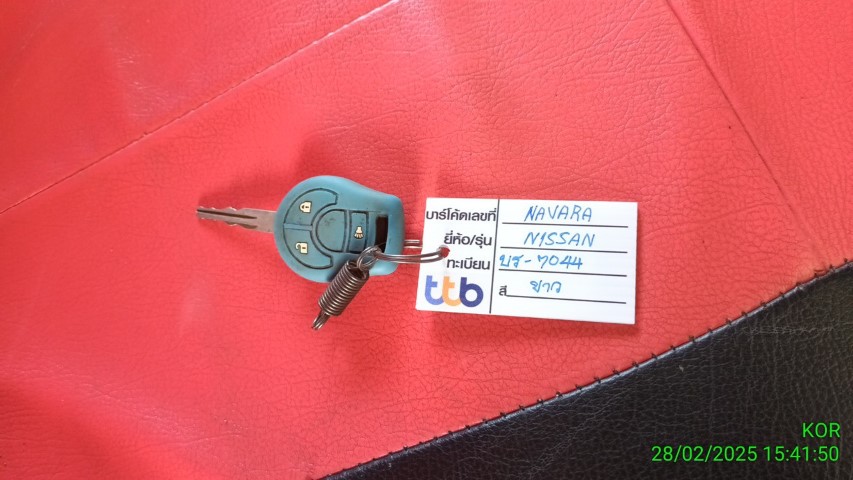 บาร์โค้ดเลขที่ NAVARA
ยี่ห้อ/รุ่น NISSAN
ทะเบียน บร-7044
สี ขาว
ttb
KOR
28/02/2025 15:41:50